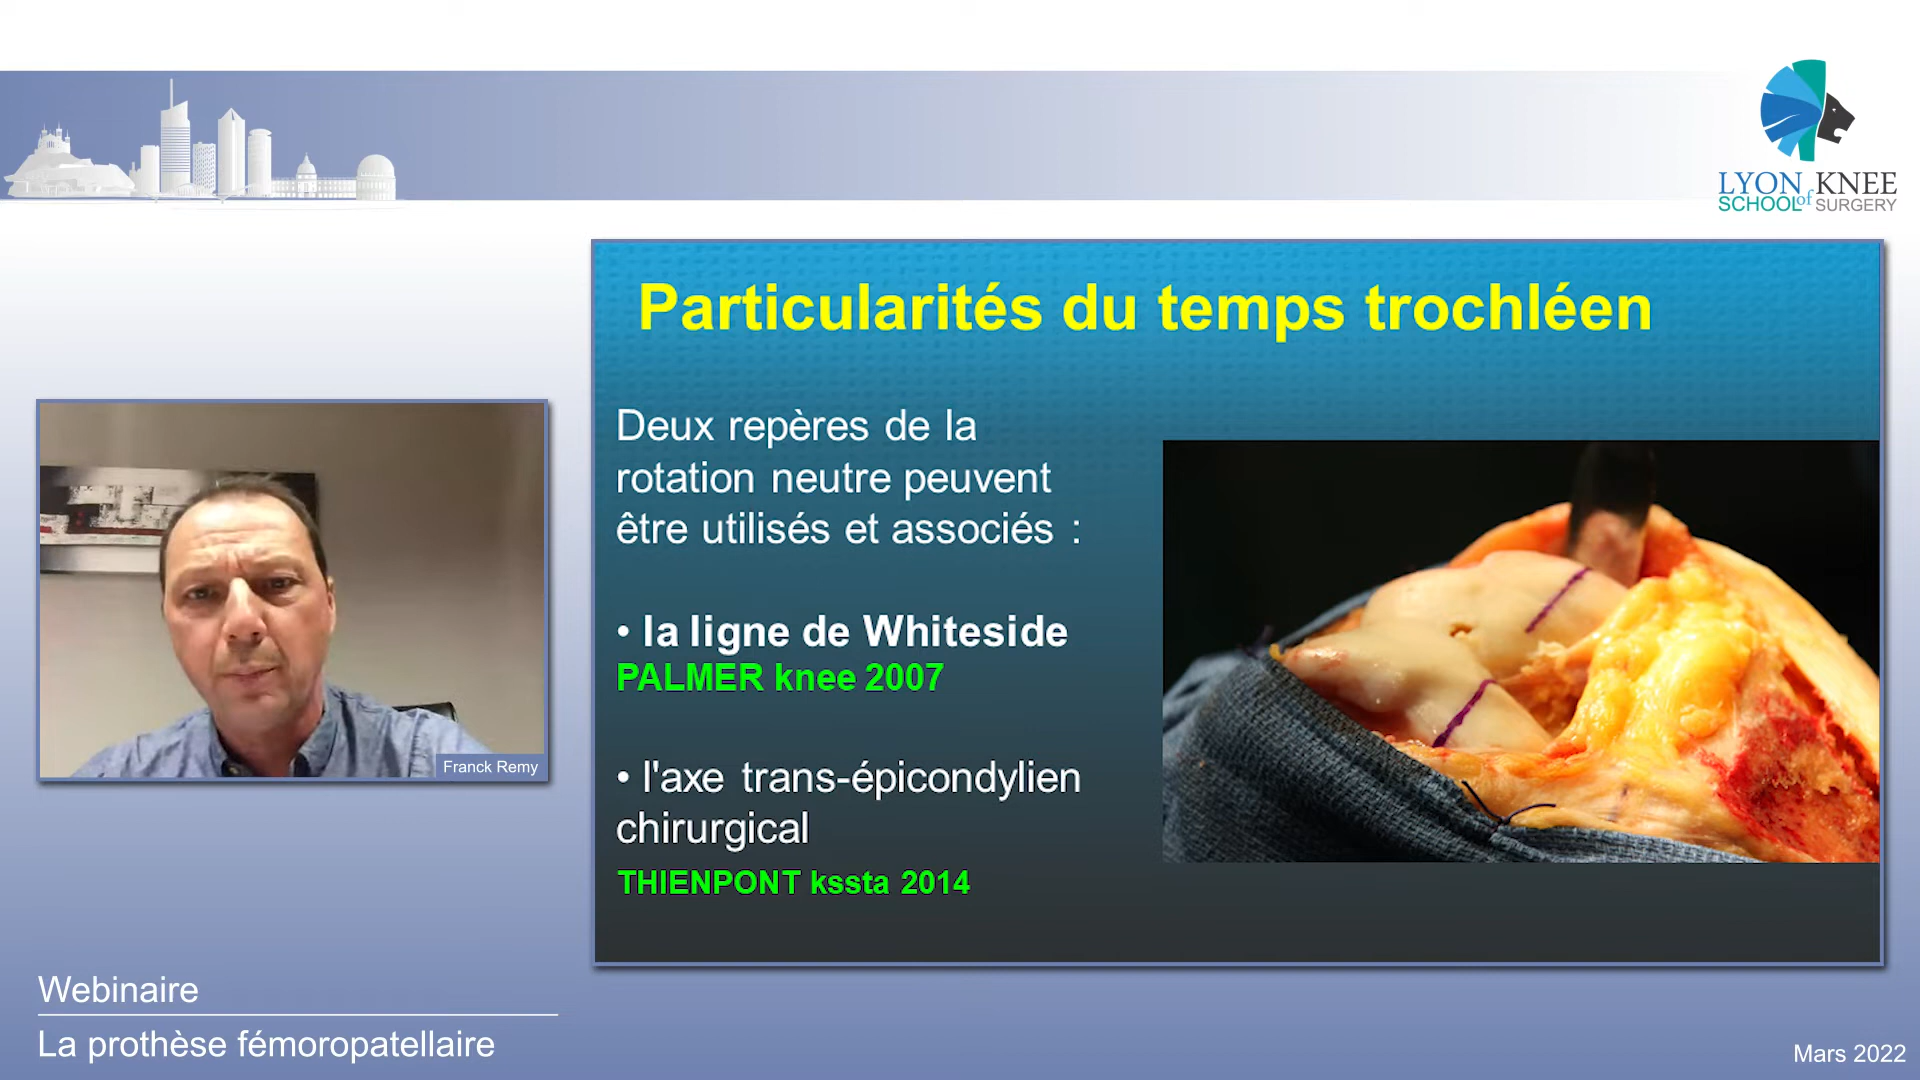 LYON of KNEE
SCHOOL SURGERY
Particularités du temps trochléen
Deux repères de la
rotation neutre peuvent
être utilisés et associés :
• la ligne de Whiteside
PALMER knee 2007
• l'axe trans-épicondylien
chirurgical
THIENPONT kssta 2014
Franck Remy
Webinaire
La prothèse fémoropatellaire
Mars 2022